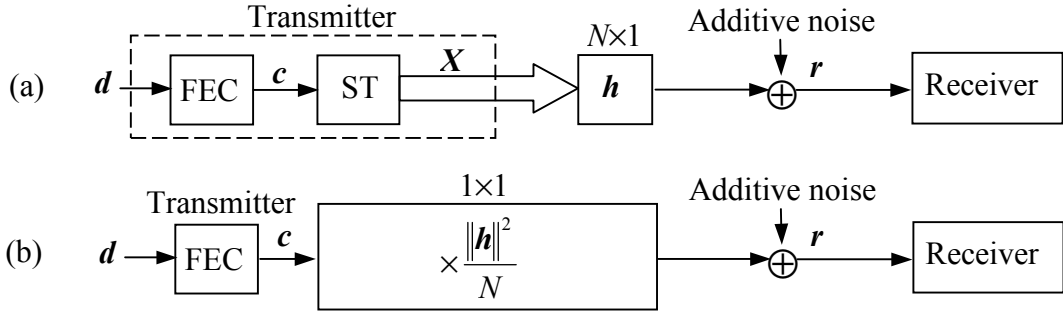 Transmitter
N×1
Additive noise
(a) d FEC c ST X h r Receiver
1×1
Additive noise
Transmitter
(b) d FEC c × ‖h‖² / N r Receiver